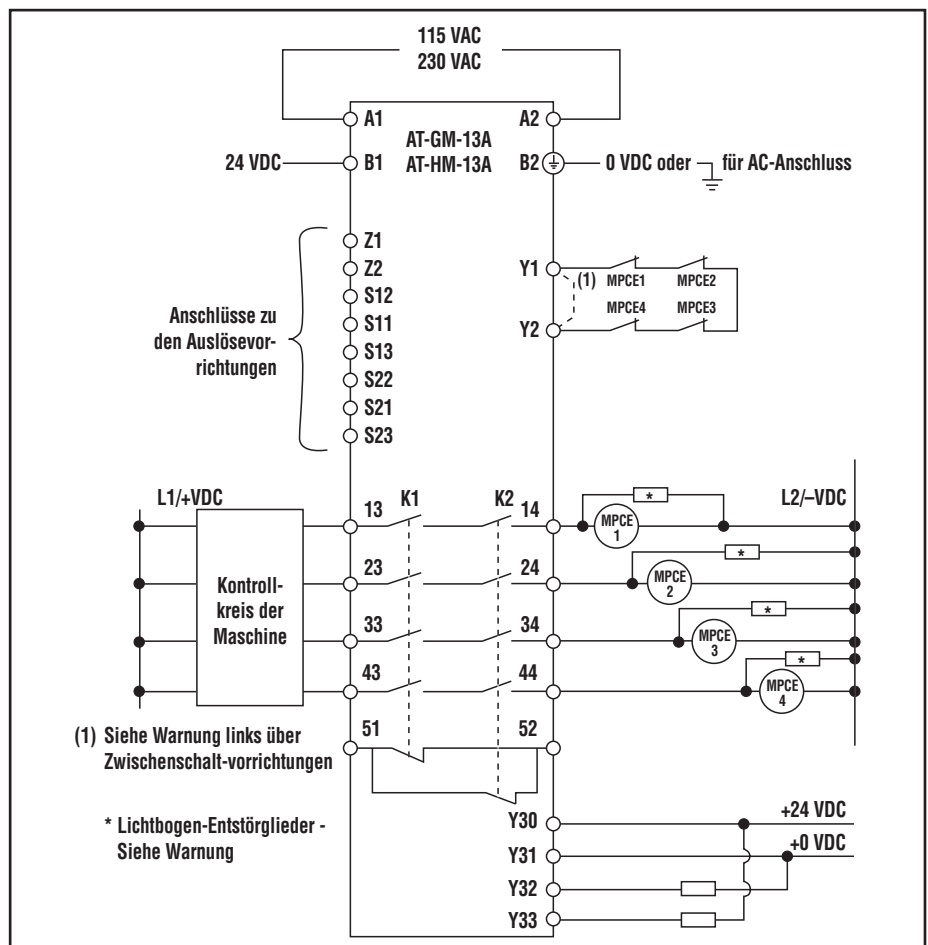 115 VAC
230 VAC
A1
A2
AT-GM-13A
AT-HM-13A
24 VDC
B1
B2
0 VDC oder
für AC-Anschluss
Z1
Z2
S12
S11
S13
S22
S21
S23
Anschlüsse zu
den Auslösevor-
richtungen
Y1
(1)
MPCE1
MPCE2
MPCE4
MPCE3
Y2
L1/+VDC
L2/–VDC
Kontroll-
kreis der
Maschine
K1
K2
13
14
*
MPCE
1
23
24
*
MPCE
2
33
34
*
MPCE
3
43
44
*
MPCE
4
51
52
(1) Siehe Warnung links über
Zwischenschalt-vorrichtungen
* Lichtbogen-Entstörglieder -
Siehe Warnung
Y30
+24 VDC
Y31
+0 VDC
Y32
Y33